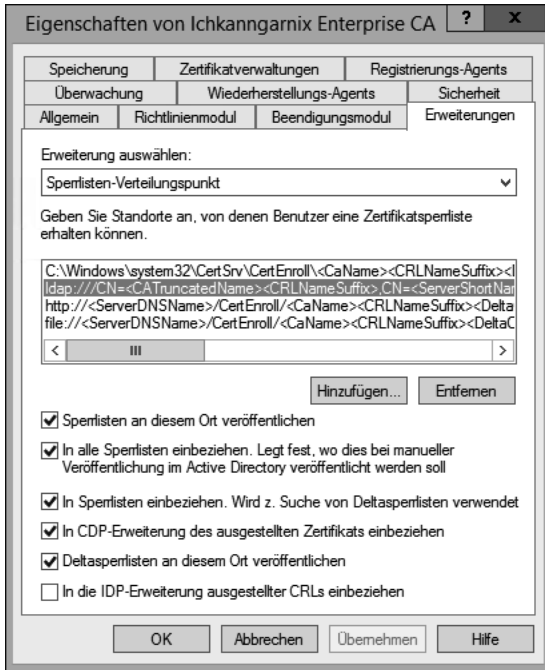 Eigenschaften von Ichkanngarnix Enterprise CA ? x
Speicherung Zertifikatverwaltungen Registrierungs-Agents
Überwachung Wiederherstellungs-Agents Sicherheit
Allgemein Richtlinienmodul Beendigungsmodul Erweiterungen
Erweiterung auswählen:
Sperrlisten-Verteilungspunkt
Geben Sie Standorte an, von denen Benutzer eine Zertifikatsperrliste
erhalten können.
C:\Windows\system32\CertSrv\CertEnroll\<CaName><CRLNameSuffix><
ldap:///CN=<CATruncatedName><CRLNameSuffix>,CN=<ServerShortNar
http://<ServerDNSName>/CertEnroll/<CaName><CRLNameSuffix><Delta
file://<ServerDNSName>/CertEnroll/<CaName><CRLNameSuffix><DeltaC
Hinzufügen... Entfernen
Sperrlisten an diesem Ort veröffentlichen
In alle Sperrlisten einbeziehen. Legt fest, wo dies bei manueller
Veröffentlichung im Active Directory veröffentlicht werden soll
In Sperrlisten einbeziehen. Wird z. Suche von Deltasperrlisten verwendet
In CDP-Erweiterung des ausgestellten Zertifikats einbeziehen
Deltasperrlisten an diesem Ort veröffentlichen
In die IDP-Erweiterung ausgestellter CRLs einbeziehen
OK Abbrechen Übernehmen Hilfe